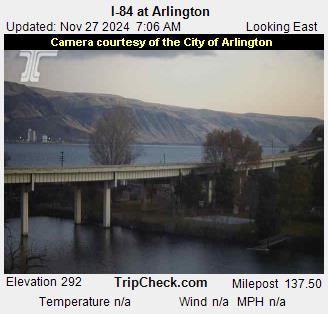 I-84 at Arlington
Updated: Nov 27 2024 7:06 AM Looking East
Camera courtesy of the City of Arlington
Elevation 292 TripCheck.com Milepost 137.50
Temperature n/a Wind n/a MPH n/a